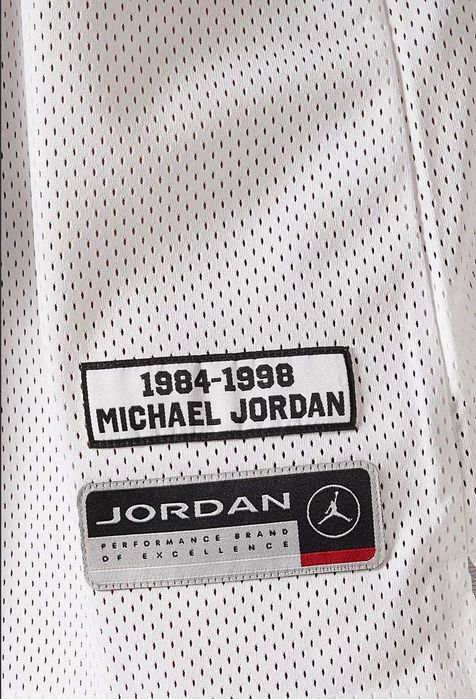 1984-1998
MICHAEL JORDAN
JORDAN
PERFORMANCE BRAND
OF EXCELLENCE